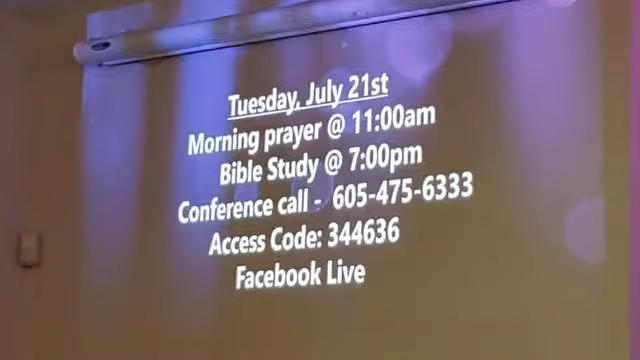 Tuesday, July 21st
Morning prayer @ 11:00am
Bible Study @ 7:00pm
Conference call - 605-475-6333
Access Code: 344636
Facebook Live